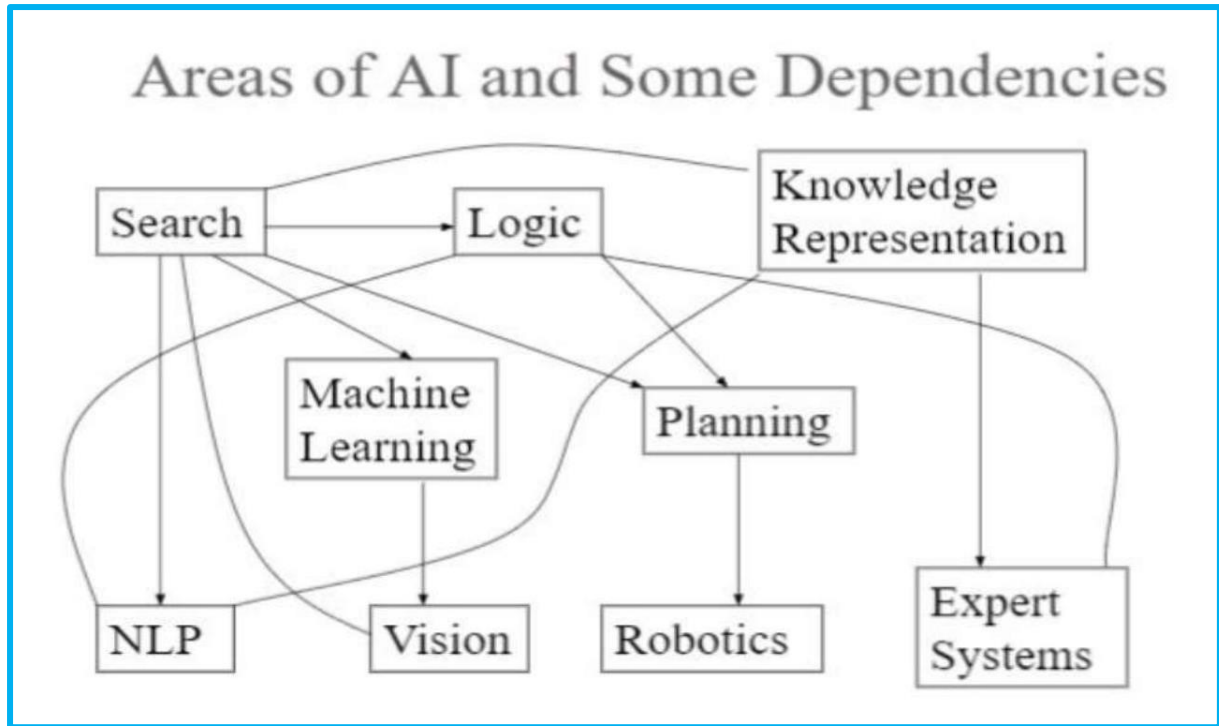 Areas of AI and Some Dependencies
Search
Logic
Knowledge
Representation
Machine
Learning
Planning
NLP
Vision
Robotics
Expert
Systems